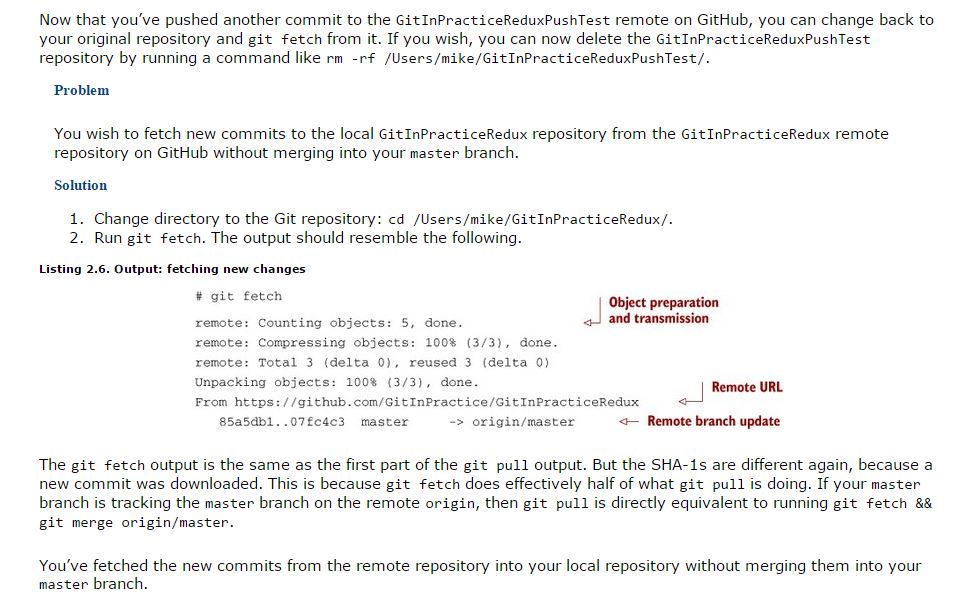 Now that you've pushed another commit to the GitInPracticeReduxPushTest remote on GitHub, you can change back to
your original repository and git fetch from it. If you wish, you can now delete the GitInPracticeReduxPushTest
repository by running a command like rm -rf /Users/mike/GitInPracticeReduxPushTest/.
Problem
You wish to fetch new commits to the local GitInPracticeRedux repository from the GitInPracticeRedux remote
repository on GitHub without merging into your master branch.
Solution
1. Change directory to the Git repository: cd /Users/mike/GitInPracticeRedux/.
2. Run git fetch. The output should resemble the following.
Listing 2.6. Output: fetching new changes
# git fetch
Object preparation
and transmission
remote: Counting objects: 5, done.
remote: Compressing objects: 100% (3/3), done.
remote: Total 3 (delta 0), reused 3 (delta 0)
Unpacking objects: 100% (3/3), done.
Remote URL
From https://github.com/GitInPractice/GitInPracticeRedux
85a5db1..07fc4c3 master -> origin/master
Remote branch update
The git fetch output is the same as the first part of the git pull output. But the SHA-1s are different again, because a
new commit was downloaded. This is because git fetch does effectively half of what git pull is doing. If your master
branch is tracking the master branch on the remote origin, then git pull is directly equivalent to running git fetch &&
git merge origin/master.
You've fetched the new commits from the remote repository into your local repository without merging them into your
master branch.